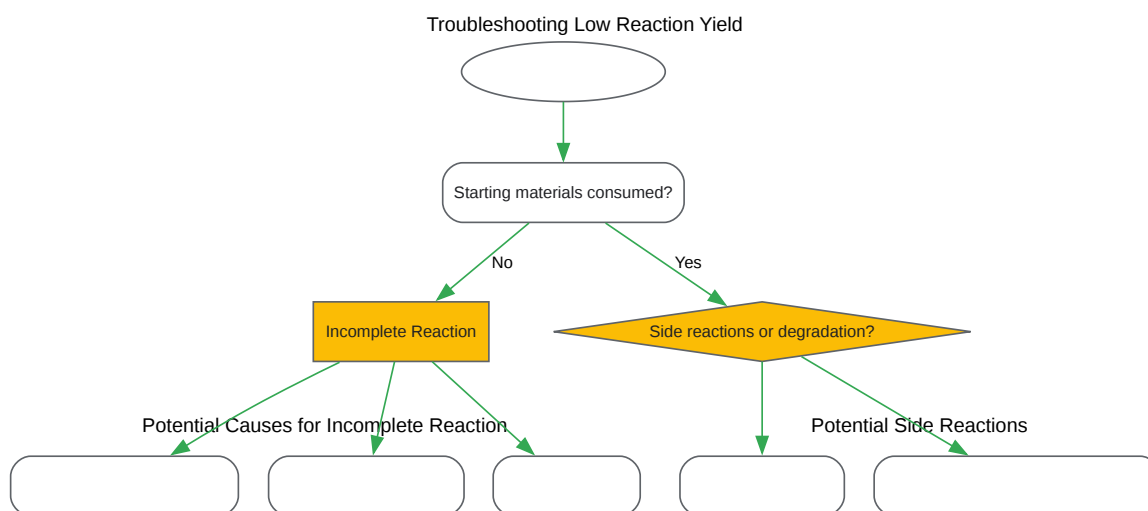 Troubleshooting Low Reaction Yield
Starting materials consumed?
No
Yes
Incomplete Reaction
Side reactions or degradation?
Potential Causes for Incomplete Reaction
Potential Side Reactions